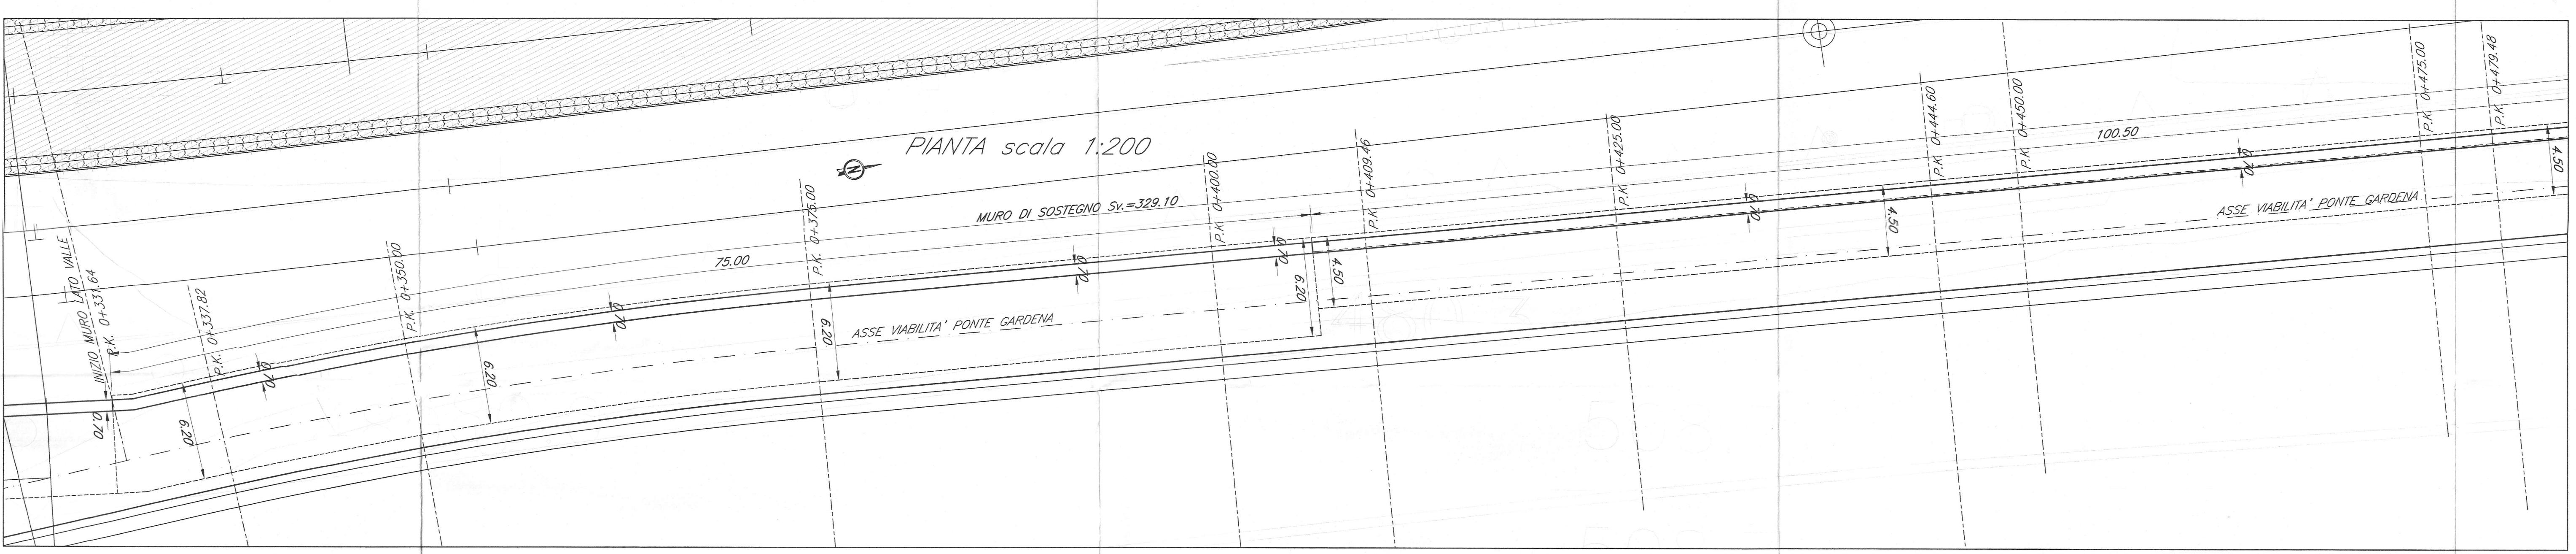 PIANTA scala 1:200
N
MURO DI SOSTEGNO Sv.=329.10
75.00
100.50
INIZIO MURO LATO VALLE
P.K. 0+331.64
P.K. 0+337.82
P.K. 0+350.00
P.K. 0+375.00
P.K. 0+400.00
P.K. 0+409.46
P.K. 0+425.00
P.K. 0+444.60
P.K. 0+450.00
P.K. 0+475.00
P.K. 0+479.48
0.70
6.20
0.70
6.20
0.70
6.20
ASSE VIABILITA' PONTE GARDENA
0.70
0.70
6.20
4.50
0.70
4.50
0.70
ASSE VIABILITA' PONTE GARDENA
4.50